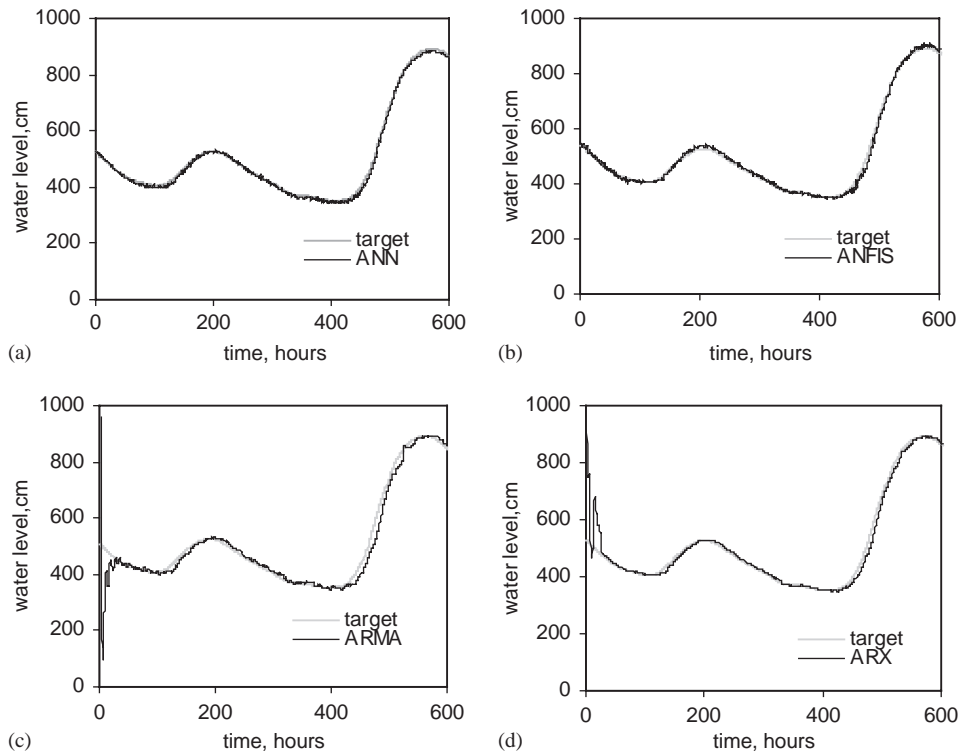 1000
800
600
400
200
0
water level,cm
target
ANN
0 200 400 600
time, hours
(a)
1000
800
600
400
200
0
water level,cm
target
ANFIS
0 200 400 600
time, hours
(b)
1000
800
600
400
200
0
water level,cm
target
ARMA
0 200 400 600
time, hours
(c)
1000
800
600
400
200
0
water level,cm
target
ARX
0 200 400 600
time, hours
(d)